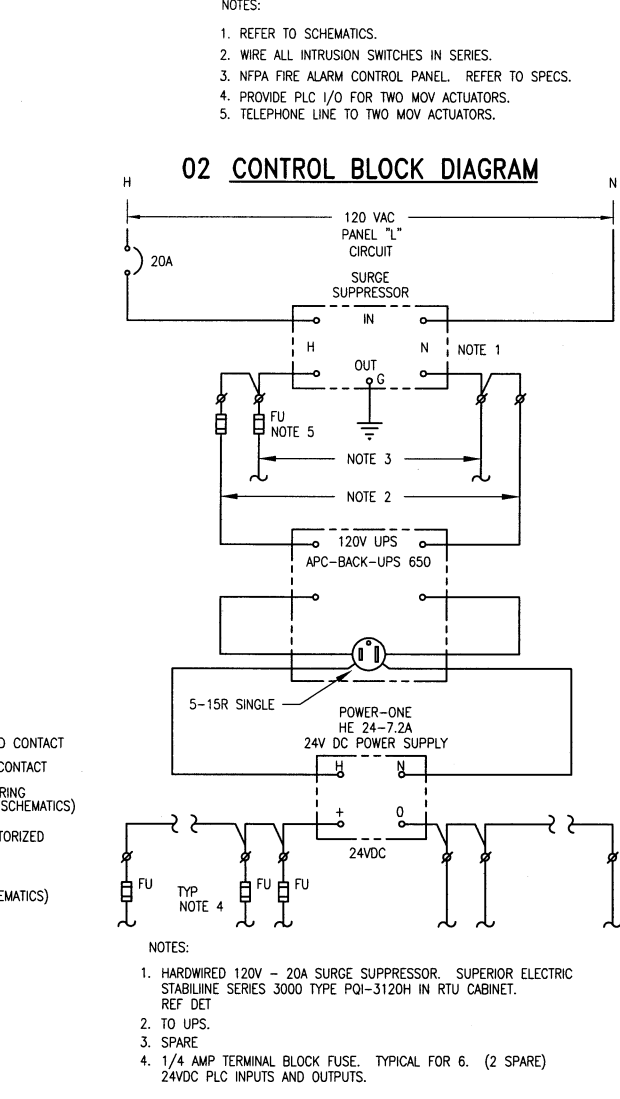 NOTES:
1. REFER TO SCHEMATICS.
2. WIRE ALL INTRUSION SWITCHES IN SERIES.
3. NFPA FIRE ALARM CONTROL PANEL. REFER TO SPECS.
4. PROVIDE PLC I/O FOR TWO MOV ACTUATORS.
5. TELEPHONE LINE TO TWO MOV ACTUATORS.
02 CONTROL BLOCK DIAGRAM
H N
120 VAC
PANEL "L"
CIRCUIT
20A
SURGE
SUPPRESSOR
IN
H N NOTE 1
OUT
G
FU
NOTE 5
NOTE 3
NOTE 2
120V UPS
APC-BACK-UPS 650
5-15R SINGLE
POWER-ONE
HE 24-7.2A
24V DC POWER SUPPLY
H N
+ 0
24VDC
FU FU FU
TYP
NOTE 4
D CONTACT
CONTACT
RING
SCHEMATICS)
TORIZED
EMATICS)
NOTES:
1. HARDWIRED 120V - 20A SURGE SUPPRESSOR. SUPERIOR ELECTRIC
STABILIINE SERIES 3000 TYPE PQI-3120H IN RTU CABINET.
REF DET
2. TO UPS.
3. SPARE
4. 1/4 AMP TERMINAL BLOCK FUSE. TYPICAL FOR 6. (2 SPARE)
24VDC PLC INPUTS AND OUTPUTS.